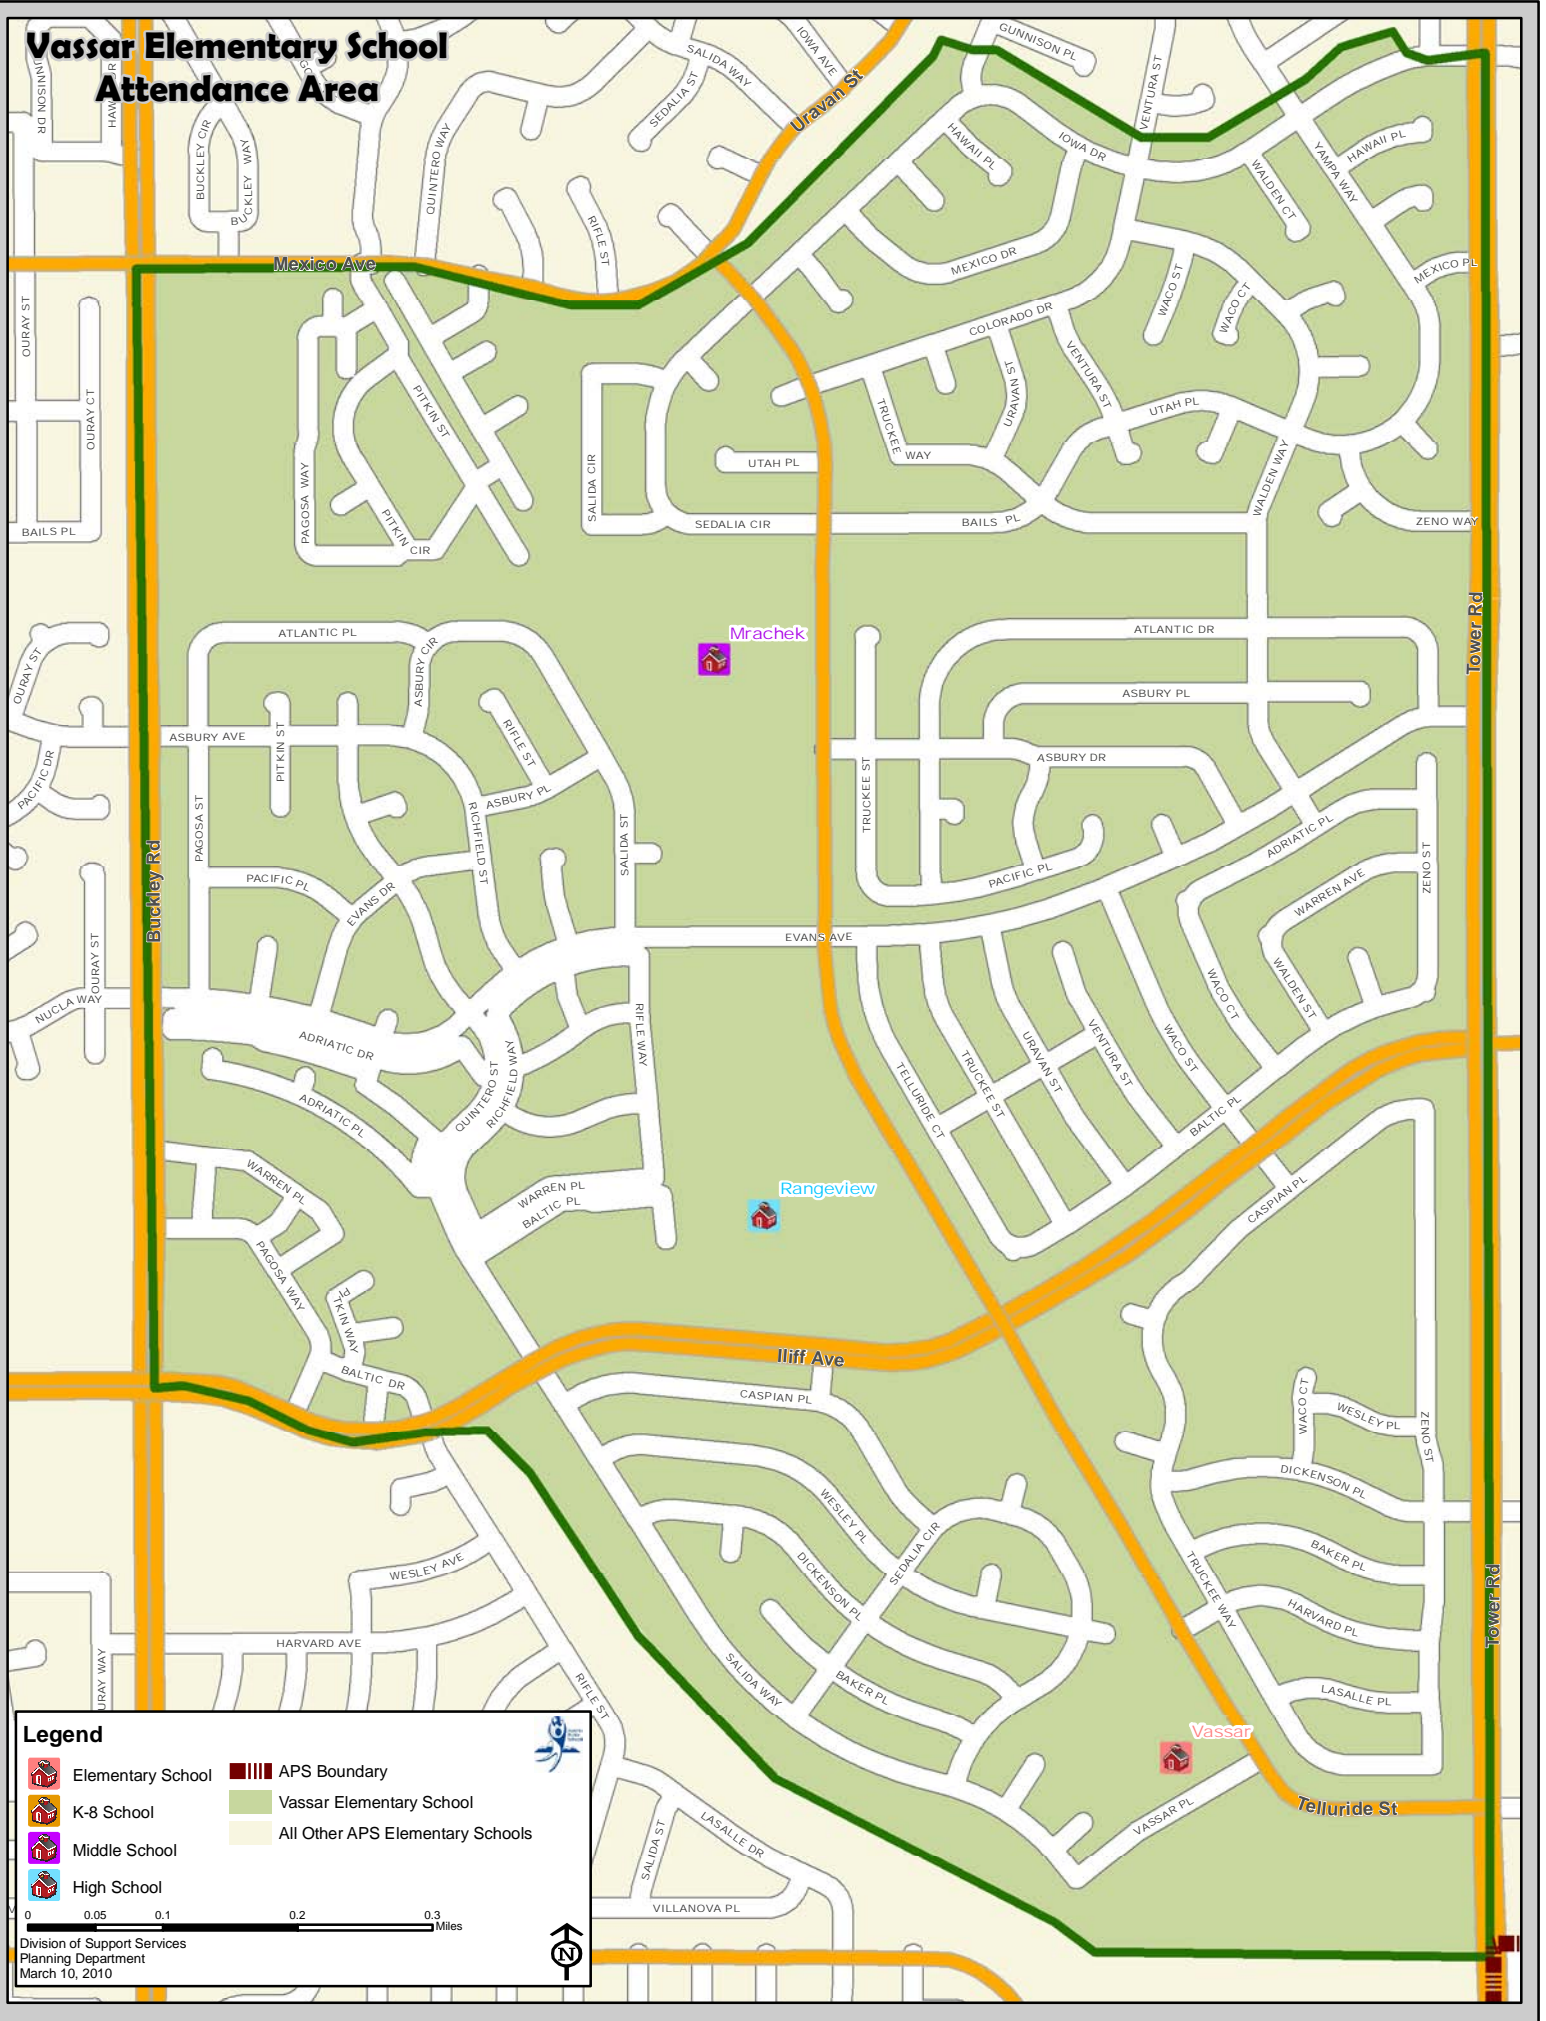 Vassar Elementary School
Attendance Area
GUNNISON PL
IOWA AVE
SALIDA WAY
SEDALIA ST
Uravan St
VENTURA ST
BUCKLEY CIR
BUCKLEY WAY
QUINTERO WAY
HAWAII PL
IOWA DR
YAMPA WAY
HAWAII PL
WALDEN CT
RIFLE ST
Mexico Ave
MEXICO DR
MEXICO PL
WACO ST
WACO CT
OURAY ST
COLORADO DR
VENTURA ST
URAVAN ST
OURAY CT
PITKIN ST
TRUCKEE WAY
UTAH PL
UTAH PL
PAGOSA WAY
SALIDA CIR
WALDEN WAY
PITKIN CIR
SEDALIA CIR
BAILS PL
ZENO WAY
BAILS PL
Tower Rd
ATLANTIC PL
Mrachek
ATLANTIC DR
ASBURY CIR
OURAY ST
ASBURY PL
ASBURY AVE
PITKIN ST
RIFLE ST
ASBURY DR
PACIFIC DR
ASBURY PL
TRUCKEE ST
PAGOSA ST
RICHFIELD ST
SALIDA ST
ADRIATIC PL
ZENO ST
Buckley Rd
PACIFIC PL
EVANS DR
PACIFIC PL
WARREN AVE
EVANS AVE
OURAY ST
NUCLA WAY
ADRIATIC DR
RIFLE WAY
WACO CT
WALDEN ST
QUINTERO ST
RICHFIELD WAY
TELLURIDE CT
TRUCKEE ST
URAVAN ST
VENTURA ST
WACO ST
ADRIATIC PL
BALTIC PL
WARREN PL
WARREN PL
BALTIC PL
Rangeview
CASPIAN PL
PAGOSA WAY
PITKIN WAY
BALTIC DR
Iliff Ave
CASPIAN PL
WACO CT
WESLEY PL
ZENO ST
DICKENSON PL
WESLEY PL
SEDALIA CIR
BAKER PL
WESLEY AVE
DICKENSON PL
TRUCKEE WAY
HARVARD PL
Tower Rd
HARVARD AVE
SALIDA WAY
BAKER PL
RIFLE ST
LASALLE PL
Vassar
Telluride St
VASSAR PL
LASALLE DR
SALIDA ST
VILLANOVA PL
Legend
Elementary School
K-8 School
Middle School
High School
APS Boundary
Vassar Elementary School
All Other APS Elementary Schools
0 0.05 0.1 0.2 0.3
Miles
N
Division of Support Services
Planning Department
March 10, 2010